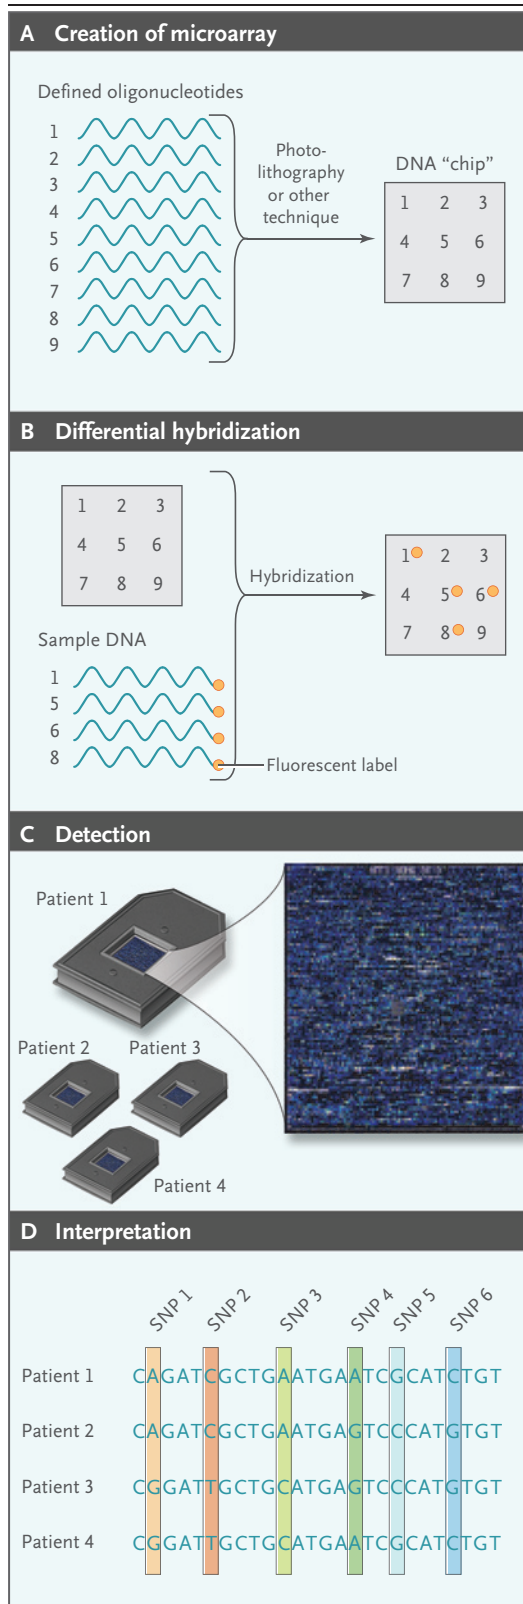 A Creation of microarray
Defined oligonucleotides
1
2
3
4
5
6
7
8
9
Photo-
lithography
or other
technique
DNA “chip”
1 2 3
4 5 6
7 8 9
B Differential hybridization
1 2 3
4 5 6
7 8 9
Sample DNA
1
5
6
8
Fluorescent label
Hybridization
1 2 3
4 5 6
7 8 9
C Detection
Patient 1
Patient 2
Patient 3
Patient 4
D Interpretation
SNP 1 SNP 2 SNP 3 SNP 4 SNP 5 SNP 6
Patient 1 CAGATCGCTGAATGAATCGCATCTGT
Patient 2 CAGATCGCTGAATGAGTCCCATGTGT
Patient 3 CGGATTGCTGCATGAGTCCCATGTGT
Patient 4 CGGATTGCTGCATGAATCGCATCTGT